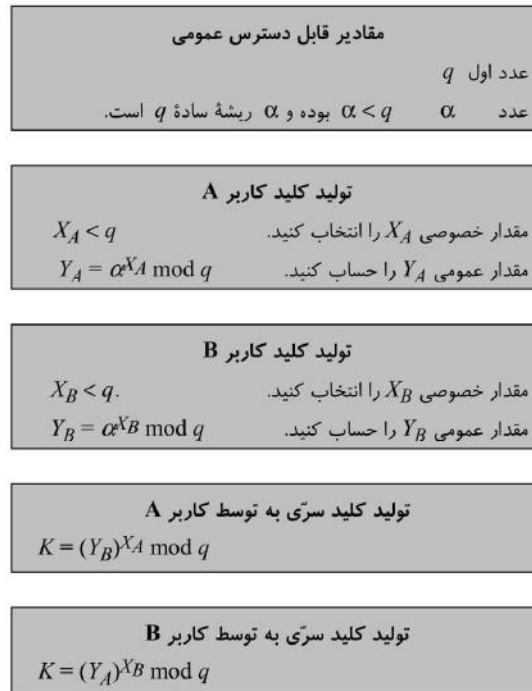 مقادیر قابل دسترس عمومی
عدد اول q
عدد α α < q بوده و α ریشهٔ سادهٔ q است.
تولید کلید کاربر A
مقدار خصوصی X_A را انتخاب کنید. X_A < q
مقدار عمومی Y_A را حساب کنید. Y_A = α^{X_A} mod q
تولید کلید کاربر B
مقدار خصوصی X_B را انتخاب کنید. X_B < q.
مقدار عمومی Y_B را حساب کنید. Y_B = α^{X_B} mod q
تولید کلید سرّی به توسط کاربر A
K = (Y_B)^{X_A} mod q
تولید کلید سرّی به توسط کاربر B
K = (Y_A)^{X_B} mod q